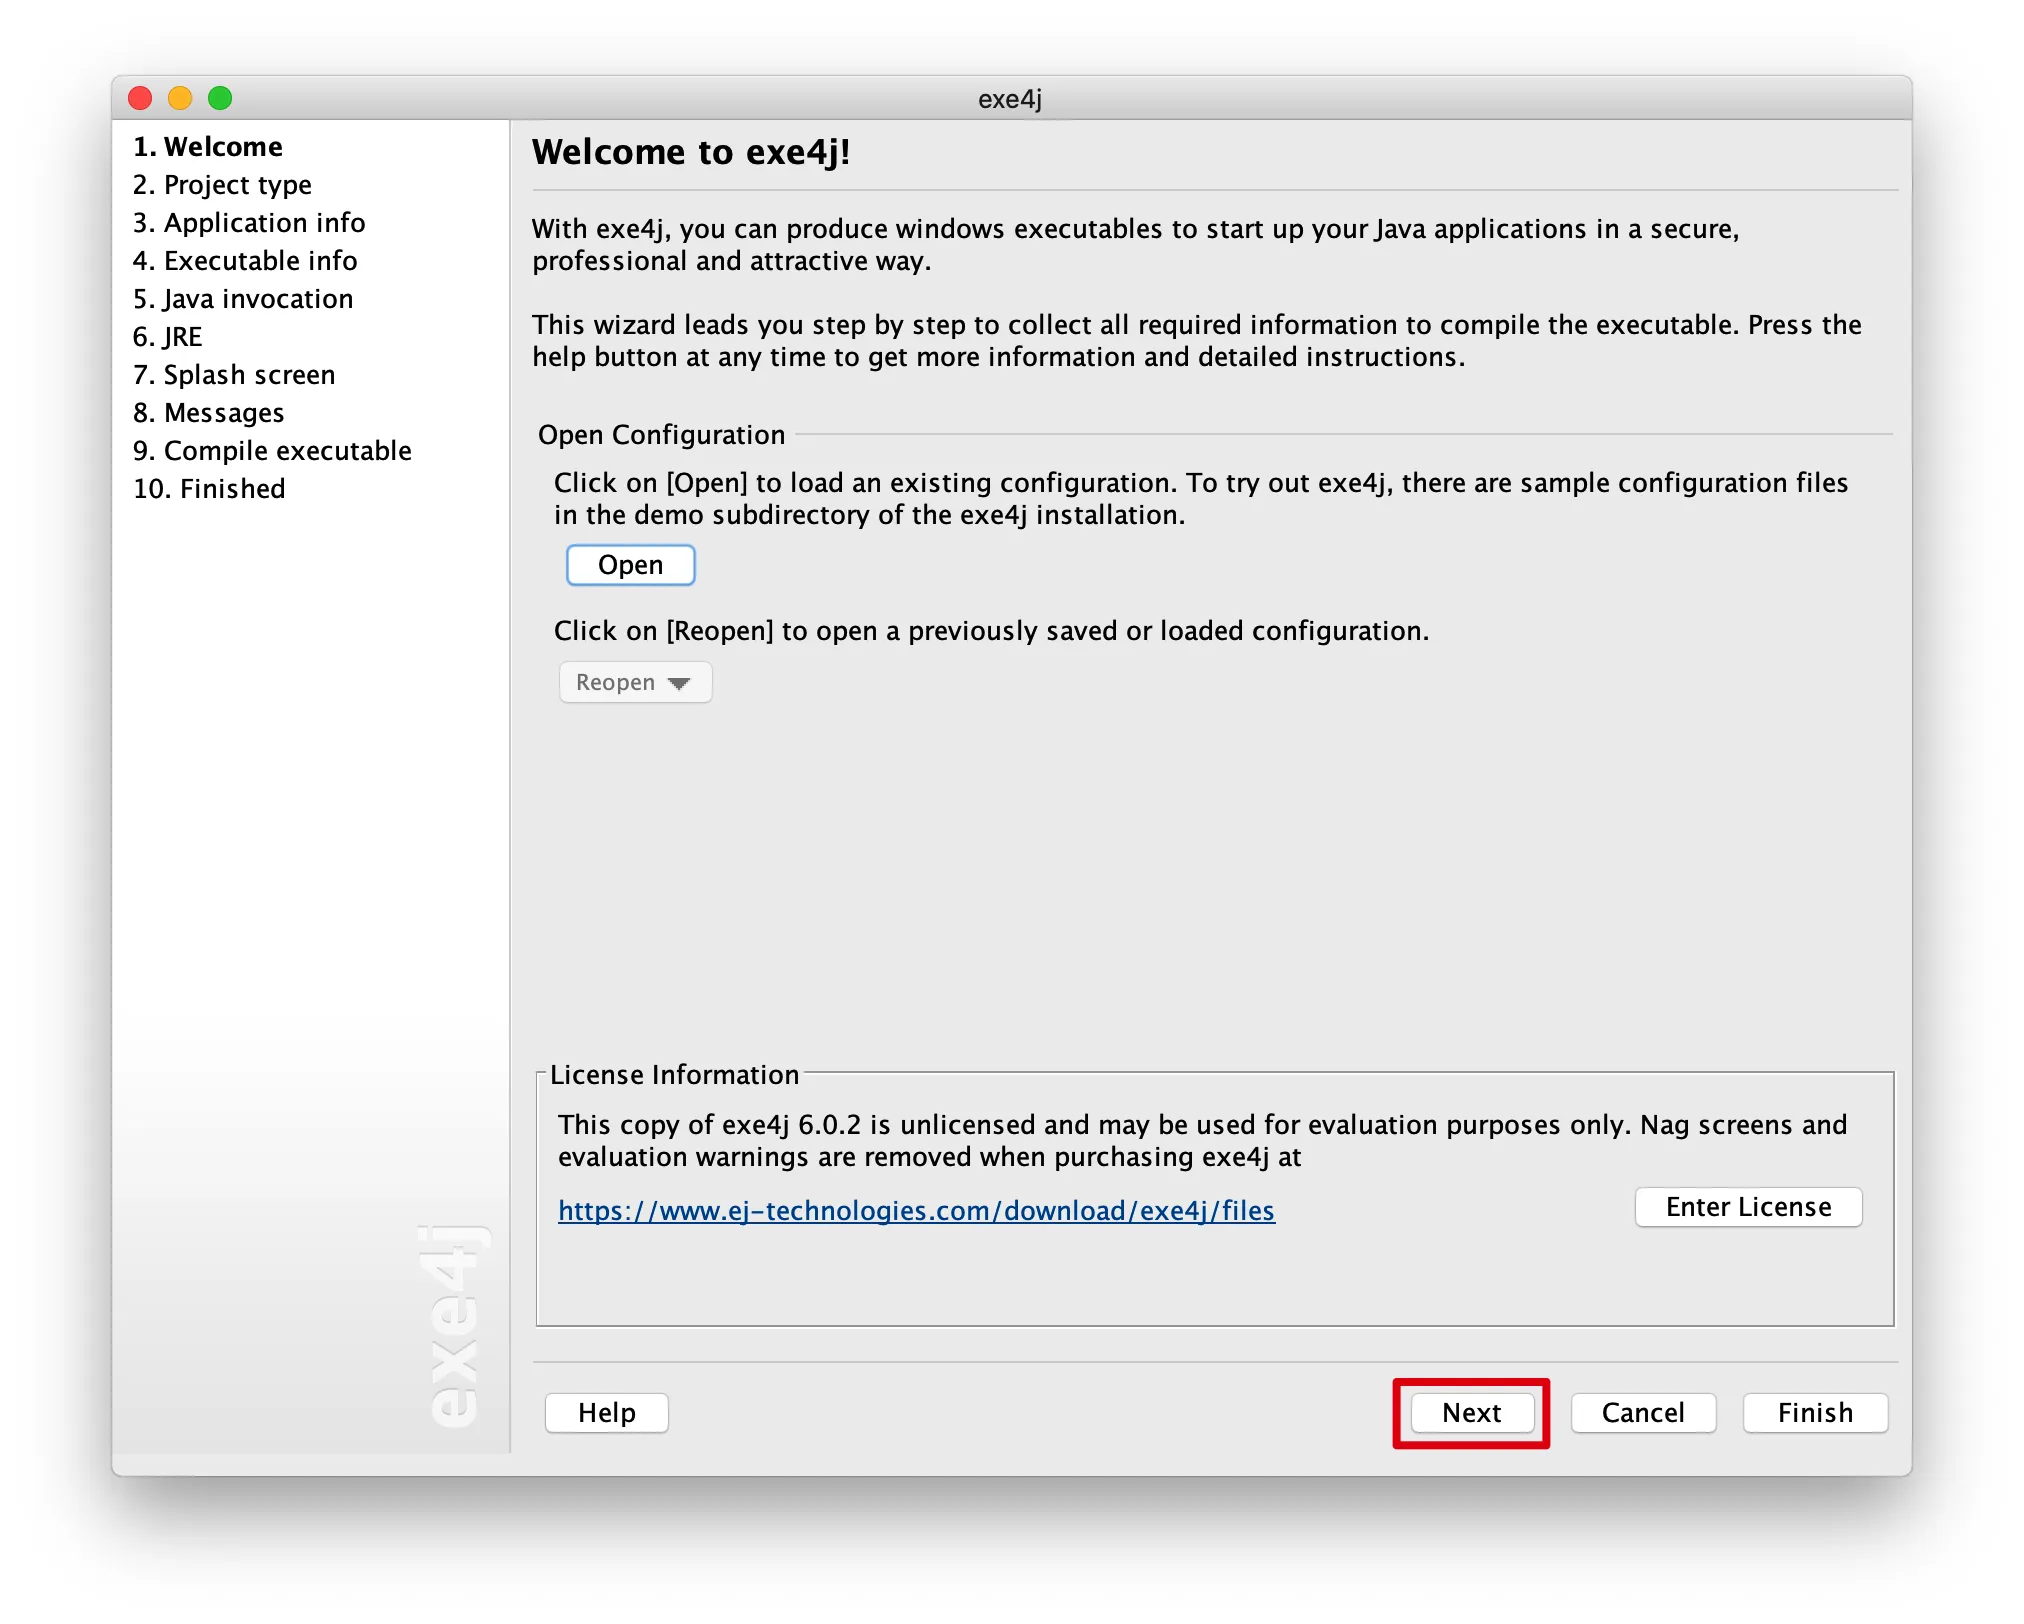 exe4j
1. Welcome
2. Project type
3. Application info
4. Executable info
5. Java invocation
6. JRE
7. Splash screen
8. Messages
9. Compile executable
10. Finished
exe4j
Welcome to exe4j!
With exe4j, you can produce windows executables to start up your Java applications in a secure,
professional and attractive way.
This wizard leads you step by step to collect all required information to compile the executable. Press the
help button at any time to get more information and detailed instructions.
Open Configuration
Click on [Open] to load an existing configuration. To try out exe4j, there are sample configuration files
in the demo subdirectory of the exe4j installation.
Open
Click on [Reopen] to open a previously saved or loaded configuration.
Reopen
License Information
This copy of exe4j 6.0.2 is unlicensed and may be used for evaluation purposes only. Nag screens and
evaluation warnings are removed when purchasing exe4j at
https://www.ej-technologies.com/download/exe4j/files
Enter License
Help
Next
Cancel
Finish